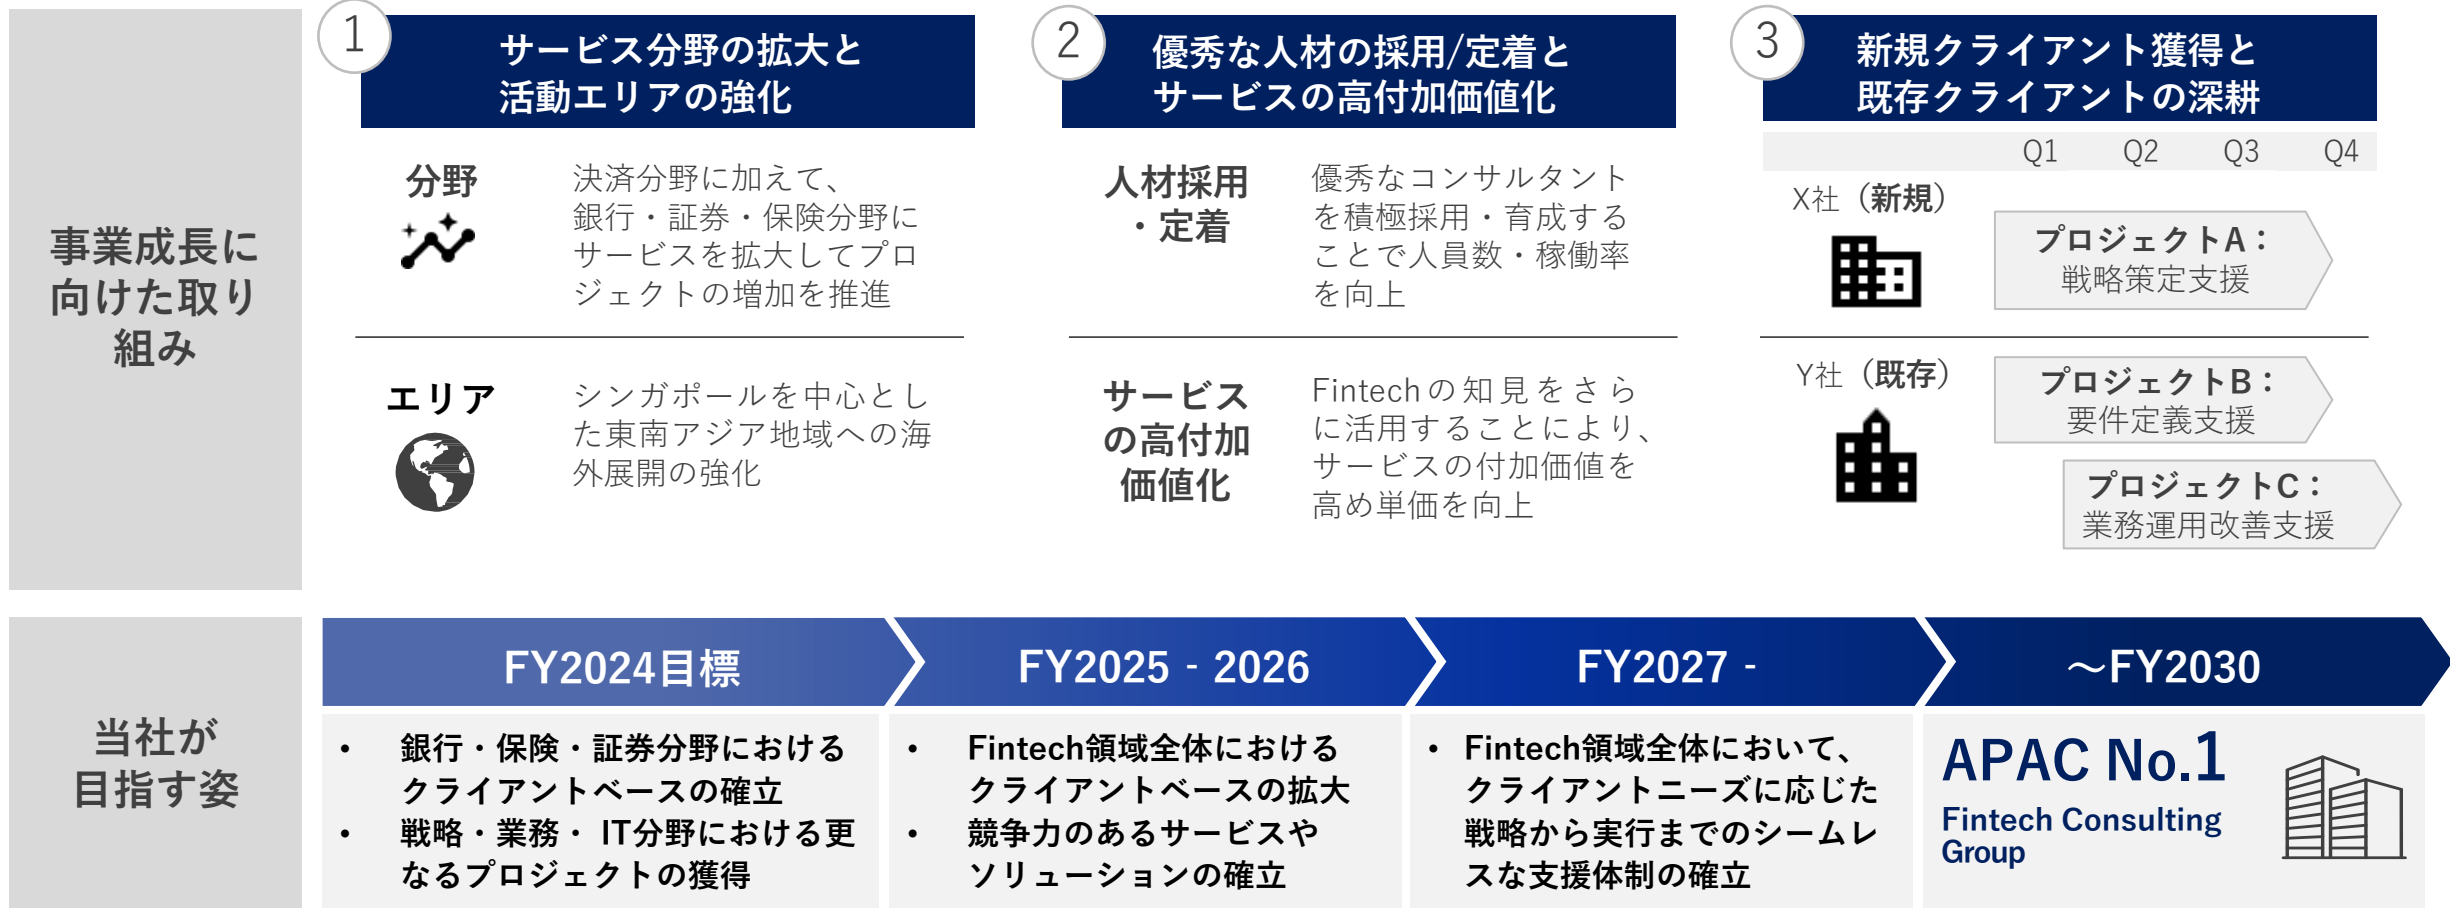 事業成長に
向けた取り
組み
1
サービス分野の拡大と
活動エリアの強化
分野
決済分野に加えて、
銀行・証券・保険分野に
サービスを拡大してプロ
ジェクトの増加を推進
エリア
シンガポールを中心とし
た東南アジア地域への海
外展開の強化
2
優秀な人材の採用/定着と
サービスの高付加価値化
人材採用
・定着
優秀なコンサルタント
を積極採用・育成する
ことで人員数・稼働率
を向上
サービス
の高付加
価値化
Fintechの知見をさら
に活用することにより、
サービスの付加価値を
高め単価を向上
3
新規クライアント獲得と
既存クライアントの深耕
Q1 Q2 Q3 Q4
X社（新規）
プロジェクトA：
戦略策定支援
Y社（既存）
プロジェクトB：
要件定義支援
プロジェクトC：
業務運用改善支援
当社が
目指す姿
FY2024目標
• 銀行・保険・証券分野における
クライアントベースの確立
• 戦略・業務・ IT分野における更
なるプロジェクトの獲得
FY2025 - 2026
• Fintech領域全体における
クライアントベースの拡大
• 競争力のあるサービスや
ソリューションの確立
FY2027 -
• Fintech領域全体において、
クライアントニーズに応じた
戦略から実行までのシームレ
スな支援体制の確立
～FY2030
APAC No.1
Fintech Consulting
Group